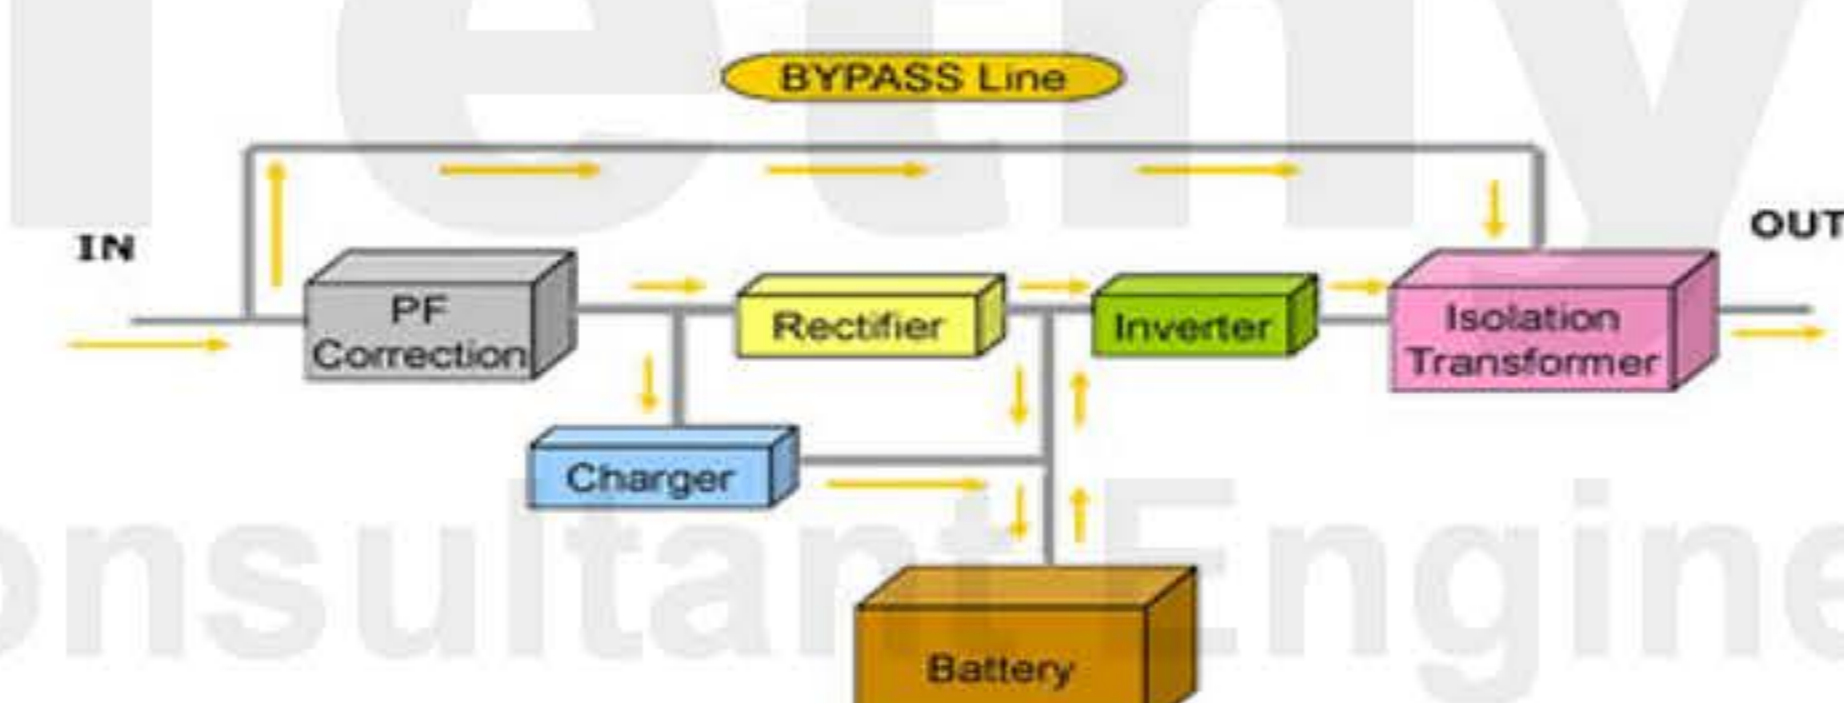 BYPASS Line
IN
OUT
PF
Correction
Rectifier
Inverter
Isolation
Transformer
Charger
Battery